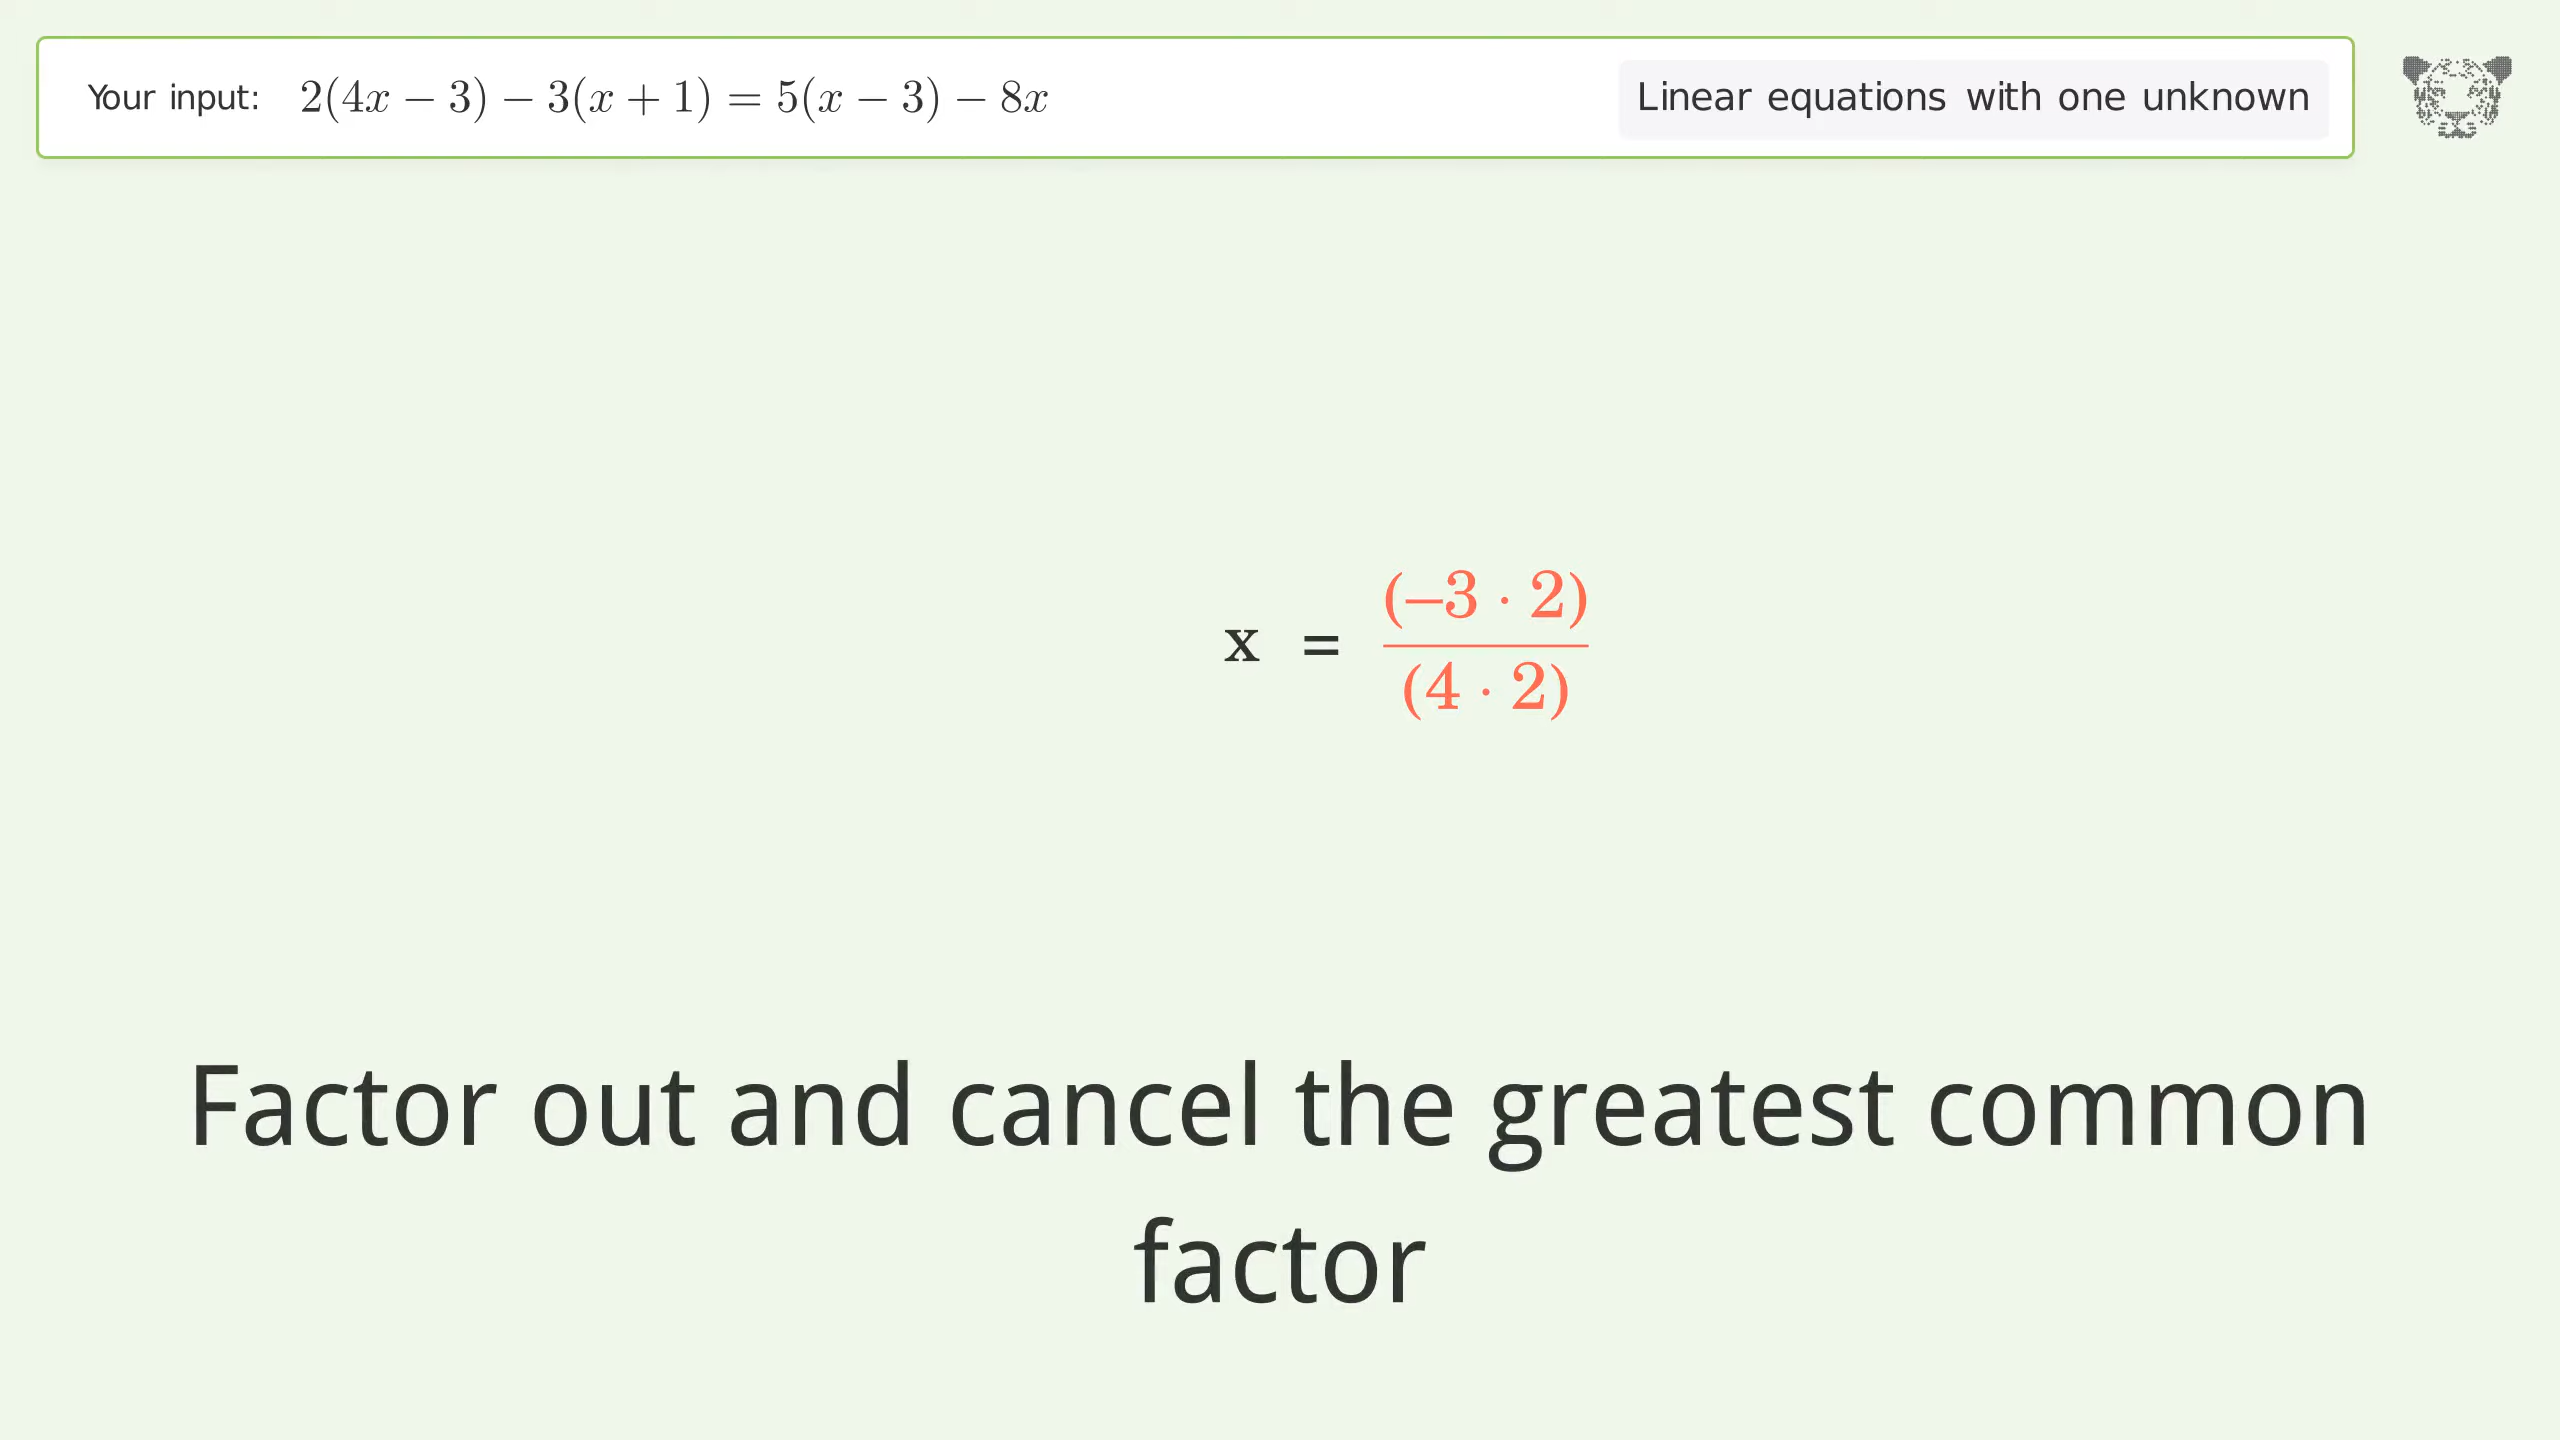 Your input: 2(4x − 3) − 3(x + 1) = 5(x − 3) − 8x
Linear equations with one unknown
x = (−3 · 2)
(4 · 2)
Factor out and cancel the greatest common
factor